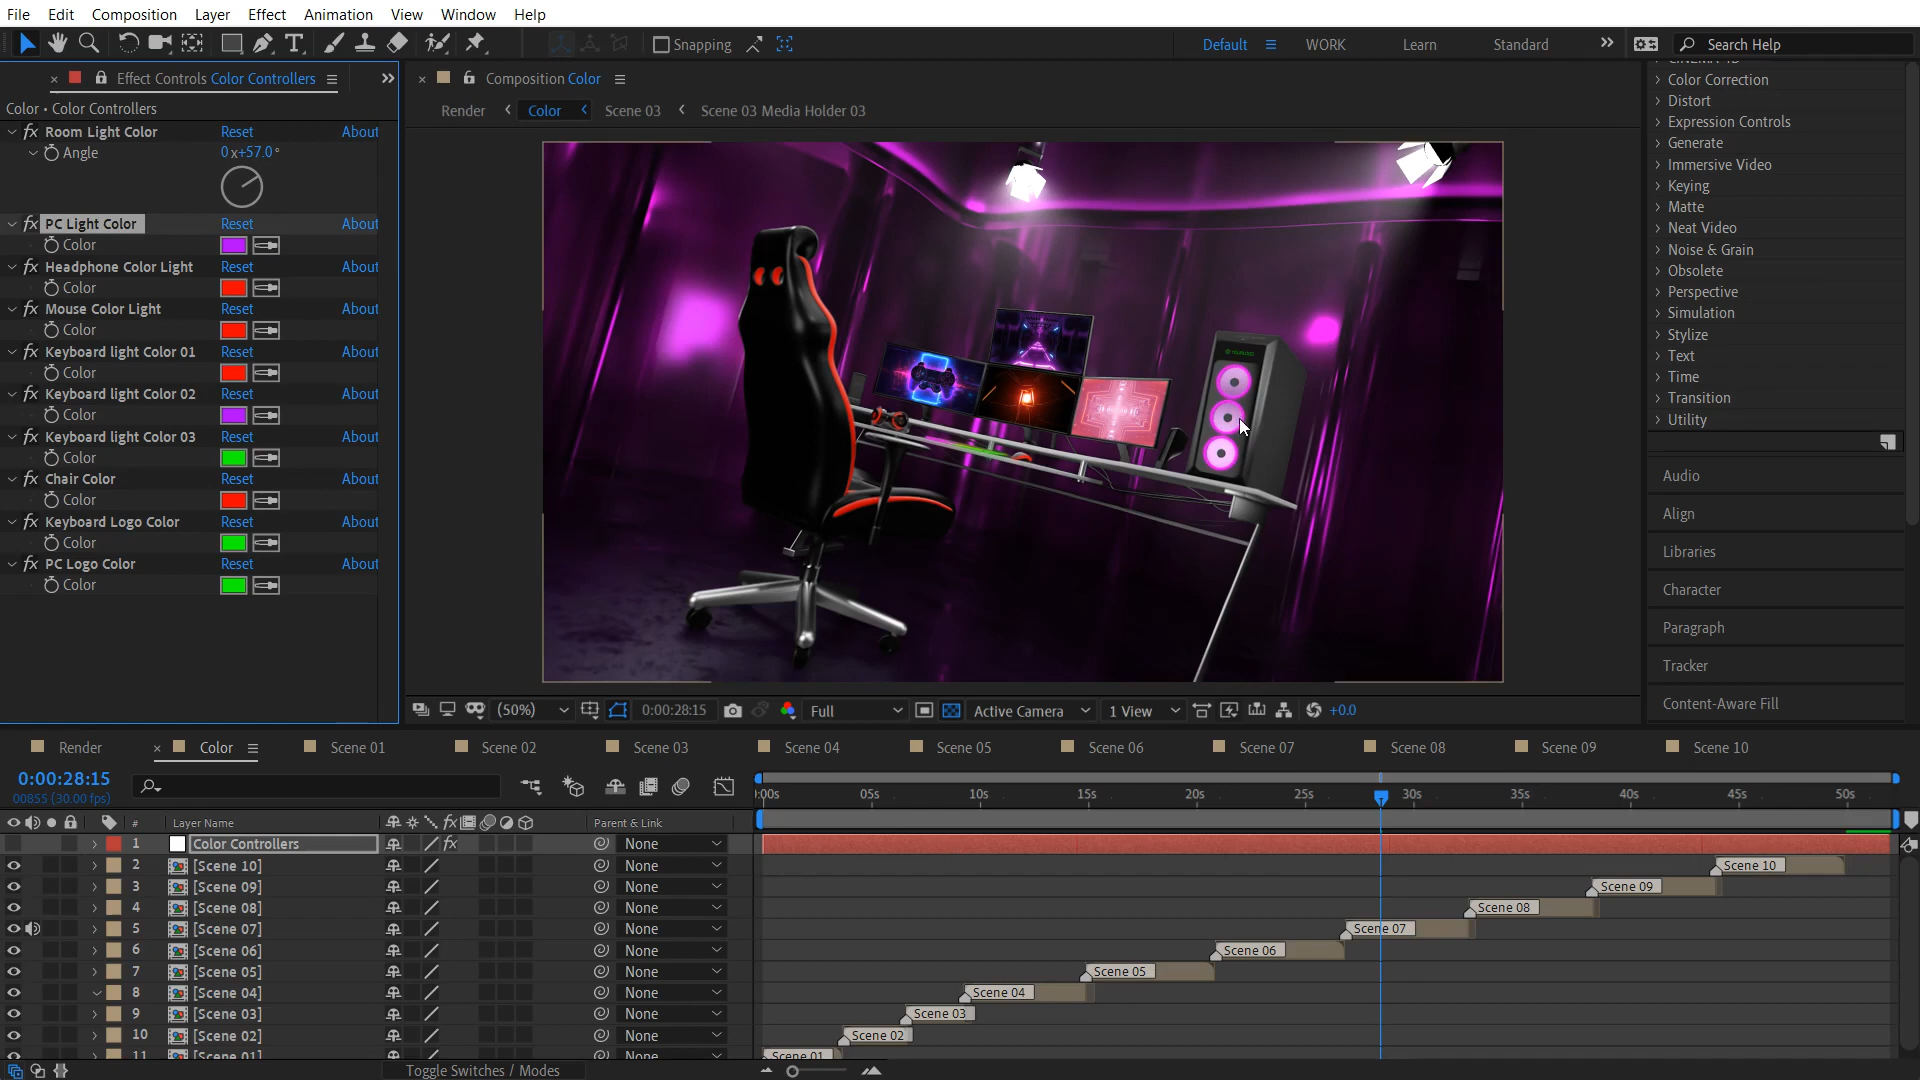 File Edit Composition Layer Effect Animation View Window Help
Snapping Default WORK Learn Standard Search Help
Effect Controls Color Controllers
Color • Color Controllers
Room Light Color Reset About
Angle 0x+57.0°
PC Light Color Reset About
Color
Headphone Color Light Reset About
Color
Mouse Color Light Reset About
Color
Keyboard light Color 01 Reset About
Color
Keyboard light Color 02 Reset About
Color
Keyboard light Color 03 Reset About
Color
Chair Color Reset About
Color
Keyboard Logo Color Reset About
Color
PC Logo Color Reset About
Color
Composition Color
Render Color Scene 03 Scene 03 Media Holder 03
(50%) 0:00:28:15 Full Active Camera 1 View +0.0
Color Correction
Distort
Expression Controls
Generate
Immersive Video
Keying
Matte
Neat Video
Noise & Grain
Obsolete
Perspective
Simulation
Stylize
Text
Time
Transition
Utility
Audio
Align
Libraries
Character
Paragraph
Tracker
Content-Aware Fill
Render Color Scene 01 Scene 02 Scene 03 Scene 04 Scene 05 Scene 06 Scene 07 Scene 08 Scene 09 Scene 10
0:00:28:15
00855 (30.00 fps)
:00s 05s 10s 15s 20s 25s 30s 35s 40s 45s 50s
# Layer Name fx Parent & Link
1 Color Controllers fx None
2 [Scene 10] None Scene 10
3 [Scene 09] None Scene 09
4 [Scene 08] None Scene 08
5 [Scene 07] None Scene 07
6 [Scene 06] None Scene 06
7 [Scene 05] None Scene 05
8 [Scene 04] None Scene 04
9 [Scene 03] None Scene 03
10 [Scene 02] None Scene 02
11 [Scene 01] None Scene 01
Toggle Switches / Modes